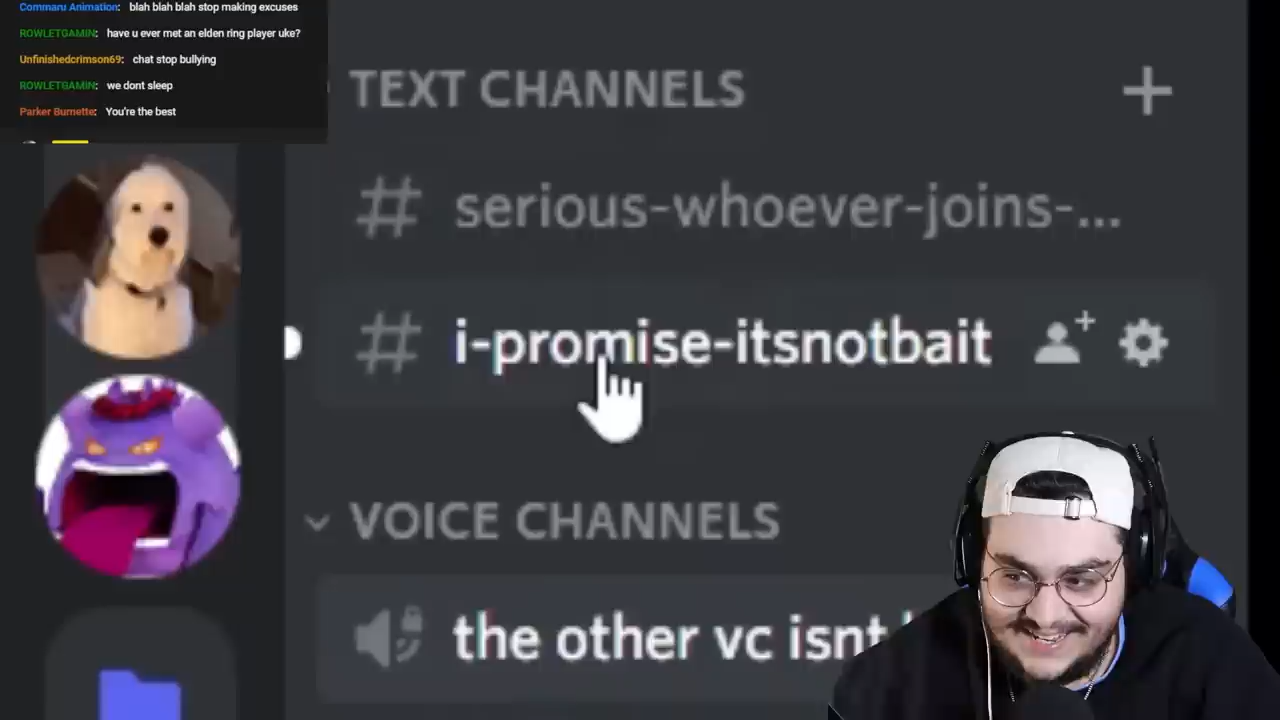 Commaru Animation: blah blah blah stop making excuses
ROWLETGAMIN: have u ever met an elden ring player uke?
Unfinishedcrimson69: chat stop bullying
ROWLETGAMIN: we dont sleep
Parker Burnette: You're the best
TEXT CHANNELS
serious-whoever-joins-...
i-promise-itsnotbait
VOICE CHANNELS
the other vc isnt